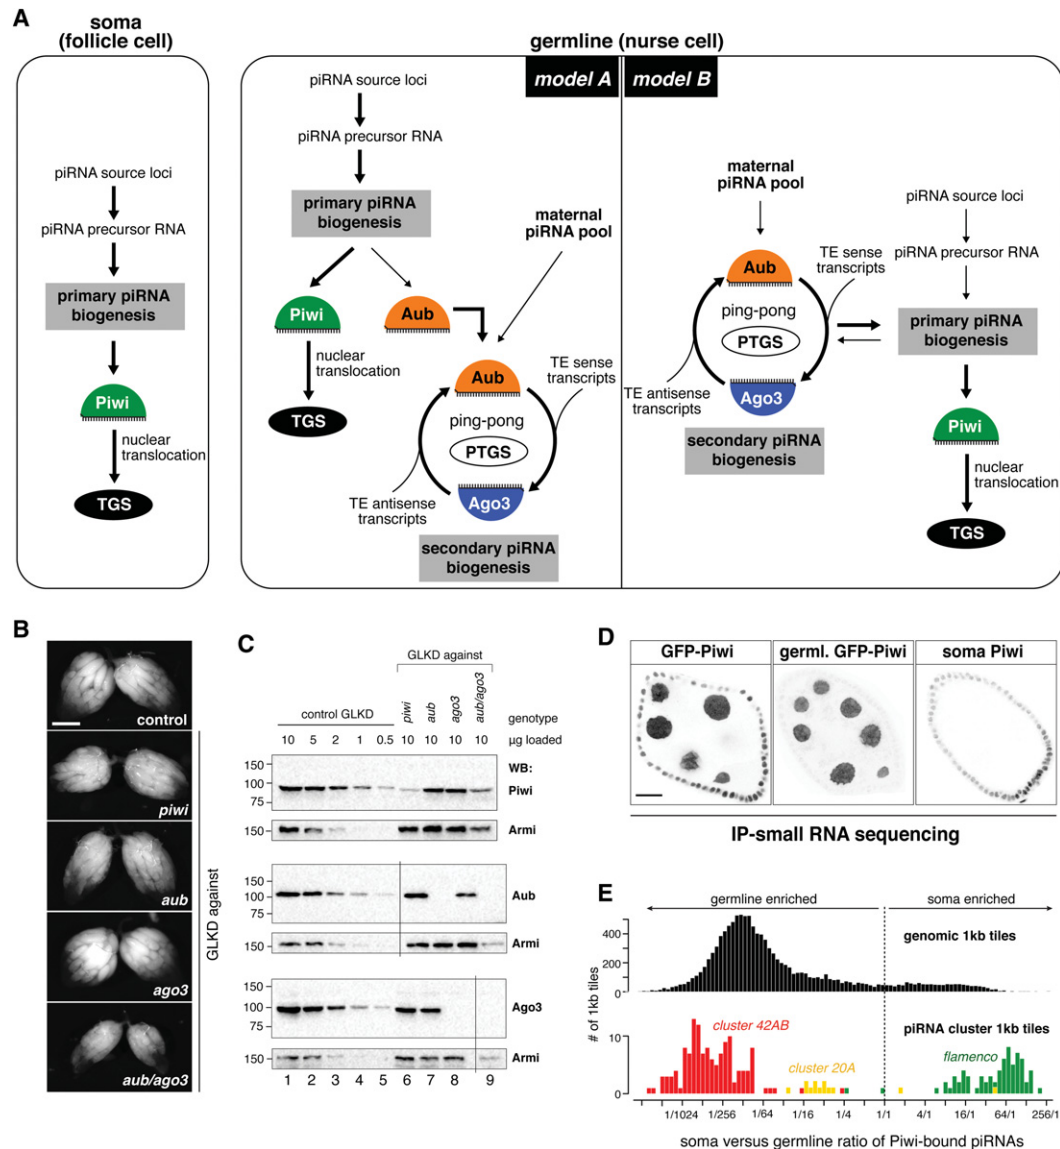 A
soma
(follicle cell)
piRNA source loci
piRNA precursor RNA
primary piRNA
biogenesis
Piwi
nuclear
translocation
TGS
germline (nurse cell)
model A
model B
piRNA source loci
piRNA precursor RNA
primary piRNA
biogenesis
maternal
piRNA pool
Piwi
Aub
nuclear
translocation
TGS
Aub
TE sense
transcripts
ping-pong
PTGS
Ago3
TE antisense
transcripts
secondary piRNA
biogenesis
maternal
piRNA pool
Aub
TE sense
transcripts
ping-pong
PTGS
TE antisense
transcripts
Ago3
secondary piRNA
biogenesis
piRNA source loci
piRNA precursor RNA
primary piRNA
biogenesis
Piwi
nuclear
translocation
TGS
B
control
piwi
aub
ago3
aub/ago3
GLKD against
C
GLKD against
control GLKD
piwi
aub
ago3
aub/ago3
genotype
10 5 2 1 0.5 10 10 10 10 µg loaded
WB:
150
100
75
Piwi
150
Armi
150
100
75
Aub
150
Armi
150
100
75
Ago3
150
Armi
1 2 3 4 5 6 7 8 9
D
GFP-Piwi
germl. GFP-Piwi
soma Piwi
IP-small RNA sequencing
E
germline enriched
soma enriched
genomic 1kb tiles
400
200
0
# of 1kb tiles
piRNA cluster 1kb tiles
cluster 42AB
cluster 20A
flamenco
10
0
1/1024 1/256 1/64 1/16 1/4 1/1 4/1 16/1 64/1 256/1
soma versus germline ratio of Piwi-bound piRNAs